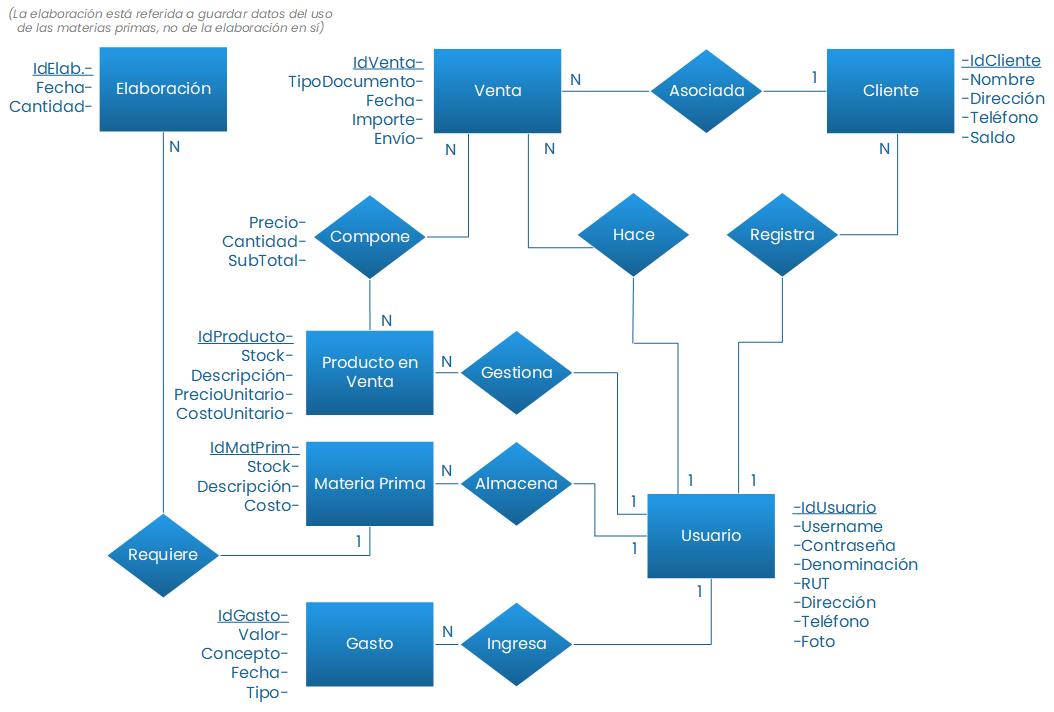 (La elaboración está referida a guardar datos del uso
de las materias primas, no de la elaboración en sí)
IdElab.-
Fecha-
Cantidad-
Elaboración
N
IdVenta-
TipoDocumento-
Fecha-
Importe-
Envío-
Venta
N
Asociada
1
Cliente
-IdCliente
-Nombre
-Dirección
-Teléfono
-Saldo
N
N
N
Precio-
Cantidad-
SubTotal-
Compone
Hace
Registra
N
IdProducto-
Stock-
Descripción-
PrecioUnitario-
CostoUnitario-
Producto en
Venta
N
Gestiona
IdMatPrim-
Stock-
Descripción-
Costo-
Materia Prima
N
Almacena
1
1
1
1
Usuario
-IdUsuario
-Username
-Contraseña
-Denominación
-RUT
-Dirección
-Teléfono
-Foto
1
Requiere
1
IdGasto-
Valor-
Concepto-
Fecha-
Tipo-
Gasto
N
Ingresa